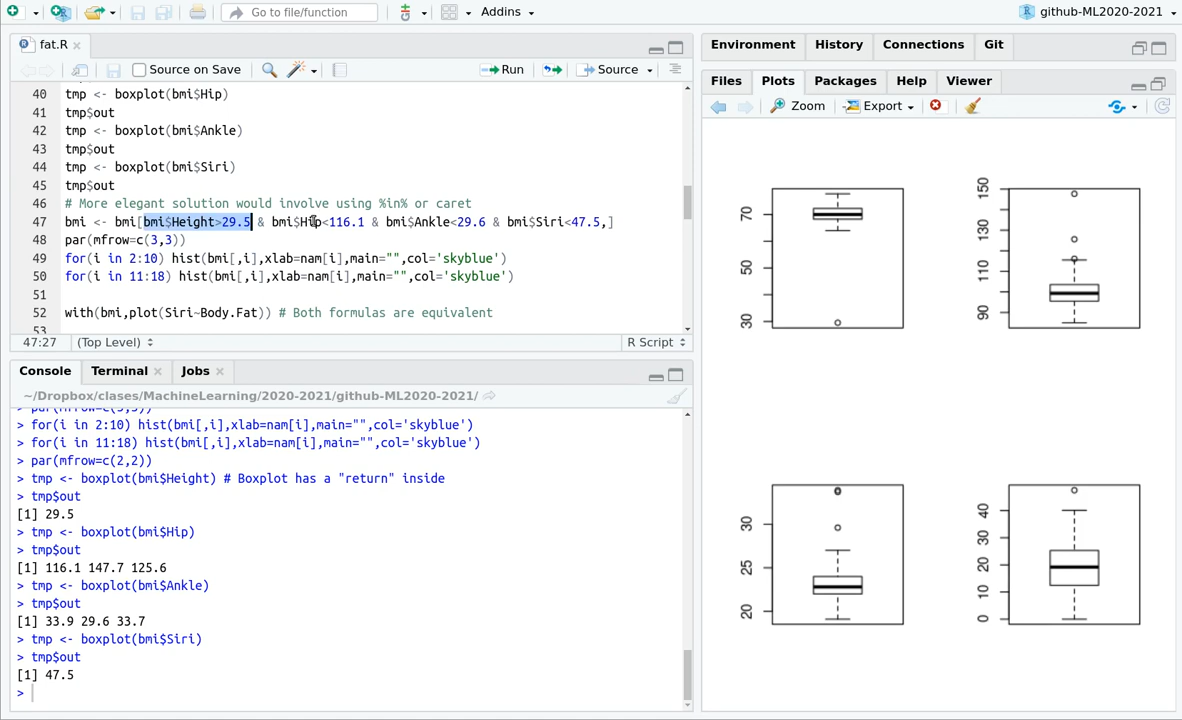 Go to file/function
Addins
github-ML2020-2021
fat.R
Source on Save
Run
Source
40 tmp <- boxplot(bmi$Hip)
41 tmp$out
42 tmp <- boxplot(bmi$Ankle)
43 tmp$out
44 tmp <- boxplot(bmi$Siri)
45 tmp$out
46 # More elegant solution would involve using %in% or caret
47 bmi <- bmi[bmi$Height>29.5 & bmi$Hip<116.1 & bmi$Ankle<29.6 & bmi$Siri<47.5,]
48 par(mfrow=c(3,3))
49 for(i in 2:10) hist(bmi[,i],xlab=nam[i],main="",col='skyblue')
50 for(i in 11:18) hist(bmi[,i],xlab=nam[i],main="",col='skyblue')
51
52 with(bmi,plot(Siri~Body.Fat)) # Both formulas are equivalent
53
47:27 (Top Level) R Script
Console Terminal Jobs
~/Dropbox/clases/MachineLearning/2020-2021/github-ML2020-2021/
> par(mfrow=c(3,3))
> for(i in 2:10) hist(bmi[,i],xlab=nam[i],main="",col='skyblue')
> for(i in 11:18) hist(bmi[,i],xlab=nam[i],main="",col='skyblue')
> par(mfrow=c(2,2))
> tmp <- boxplot(bmi$Height) # Boxplot has a "return" inside
> tmp$out
[1] 29.5
> tmp <- boxplot(bmi$Hip)
> tmp$out
[1] 116.1 147.7 125.6
> tmp <- boxplot(bmi$Ankle)
> tmp$out
[1] 33.9 29.6 33.7
> tmp <- boxplot(bmi$Siri)
> tmp$out
[1] 47.5
>
Environment History Connections Git
Files Plots Packages Help Viewer
Zoom Export
30 50 70
90 110 130 150
20 25 30
0 10 20 30 40